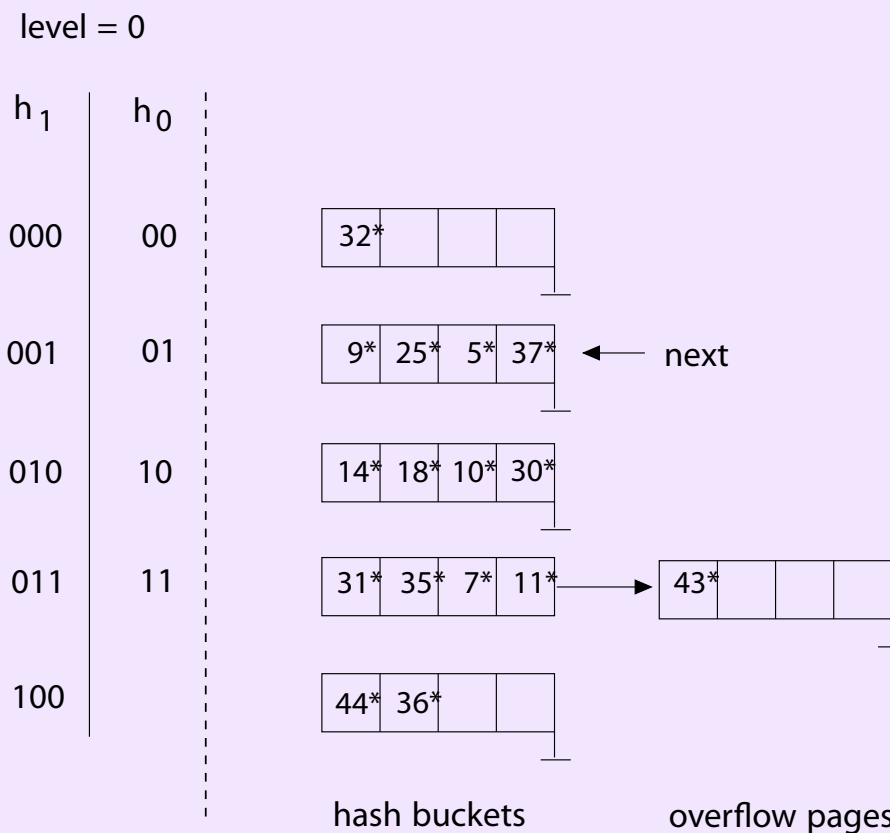 level = 0
h1 h0
000 00 32*
001 01 9* 25* 5* 37* next
010 10 14* 18* 10* 30*
011 11 31* 35* 7* 11* 43*
100 44* 36*
hash buckets overflow pages